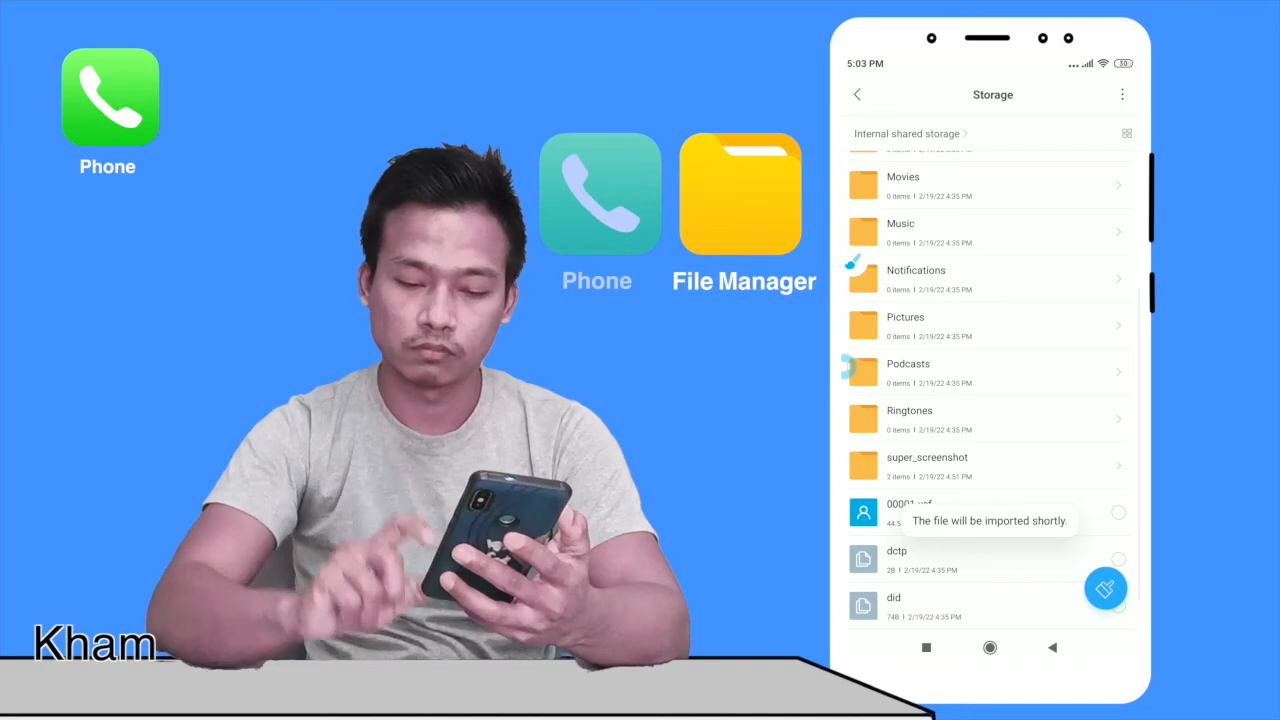 Phone
Phone
File Manager
Kham
5:03 PM
30
Storage
Internal shared storage
Movies
0 items | 2/19/22 4:35 PM
Music
0 items | 2/19/22 4:35 PM
Notifications
0 items | 2/19/22 4:35 PM
Pictures
0 items | 2/19/22 4:35 PM
Podcasts
0 items | 2/19/22 4:35 PM
Ringtones
0 items | 2/19/22 4:35 PM
super_screenshot
2 items | 2/19/22 4:51 PM
44.5
The file will be imported shortly.
dctp
2B | 2/19/22 4:35 PM
did
74B | 2/19/22 4:35 PM